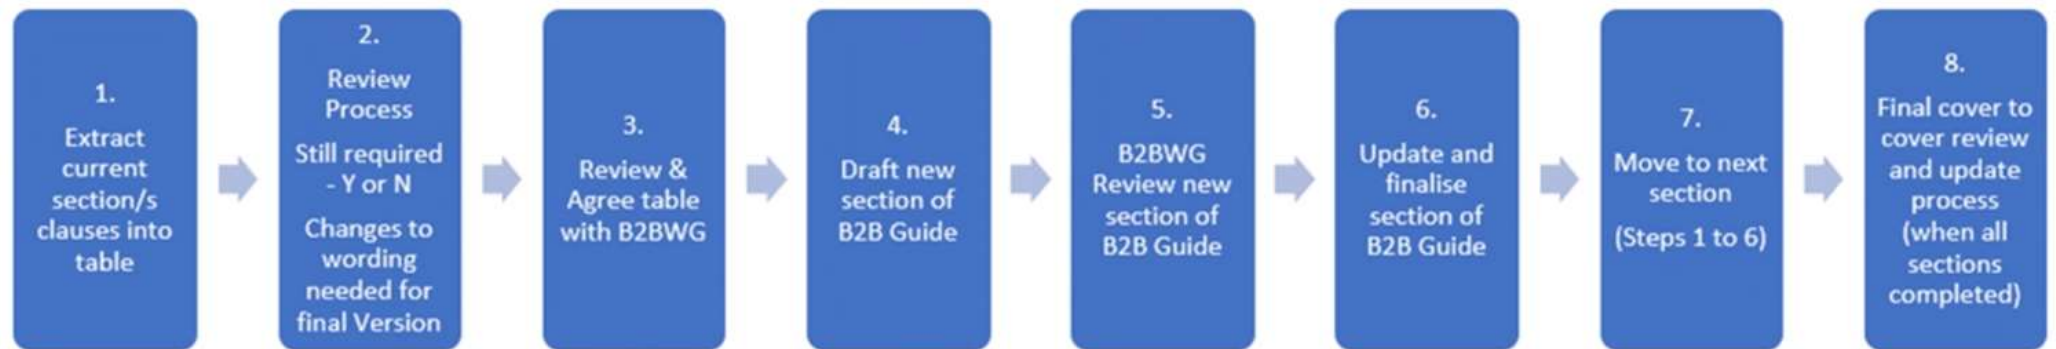 1.
Extract
current
section/s
clauses into
table
2.
Review
Process
Still required
- Y or N
Changes to
wording
needed for
final Version
3.
Review &
Agree table
with B2BWG
4.
Draft new
section of
B2B Guide
5.
B2BWG
Review new
section of
B2B Guide
6.
Update and
finalise
section of
B2B Guide
7.
Move to next
section
(Steps 1 to 6)
8.
Final cover to
cover review
and update
process
(when all
sections
completed)